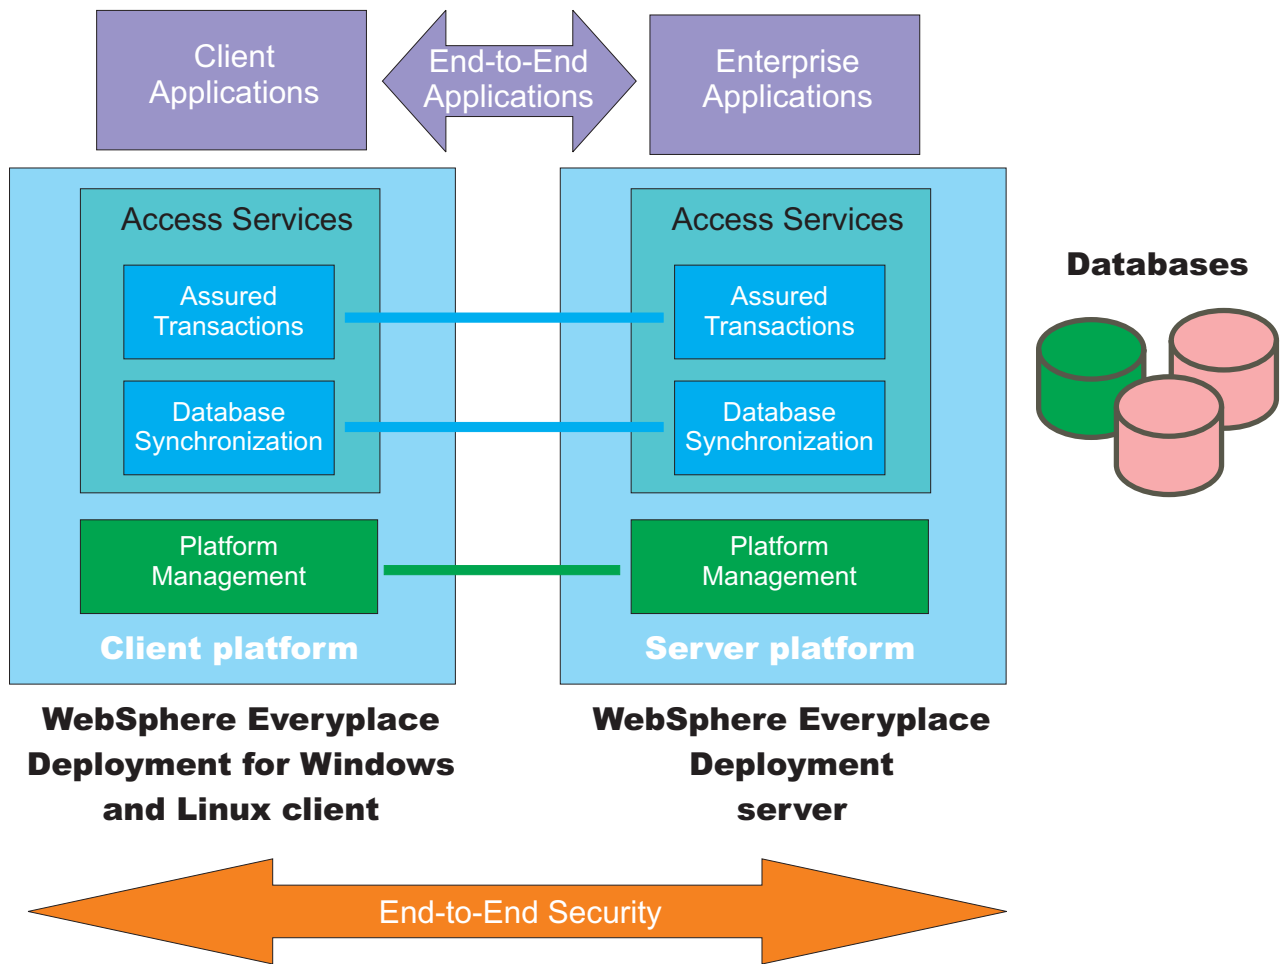 Client
Applications
End-to-End
Applications
Enterprise
Applications
Access Services
Assured
Transactions
Database
Synchronization
Platform
Management
Client platform
Access Services
Assured
Transactions
Database
Synchronization
Platform
Management
Server platform
Databases
WebSphere Everyplace
Deployment for Windows
and Linux client
WebSphere Everyplace
Deployment
server
End-to-End Security